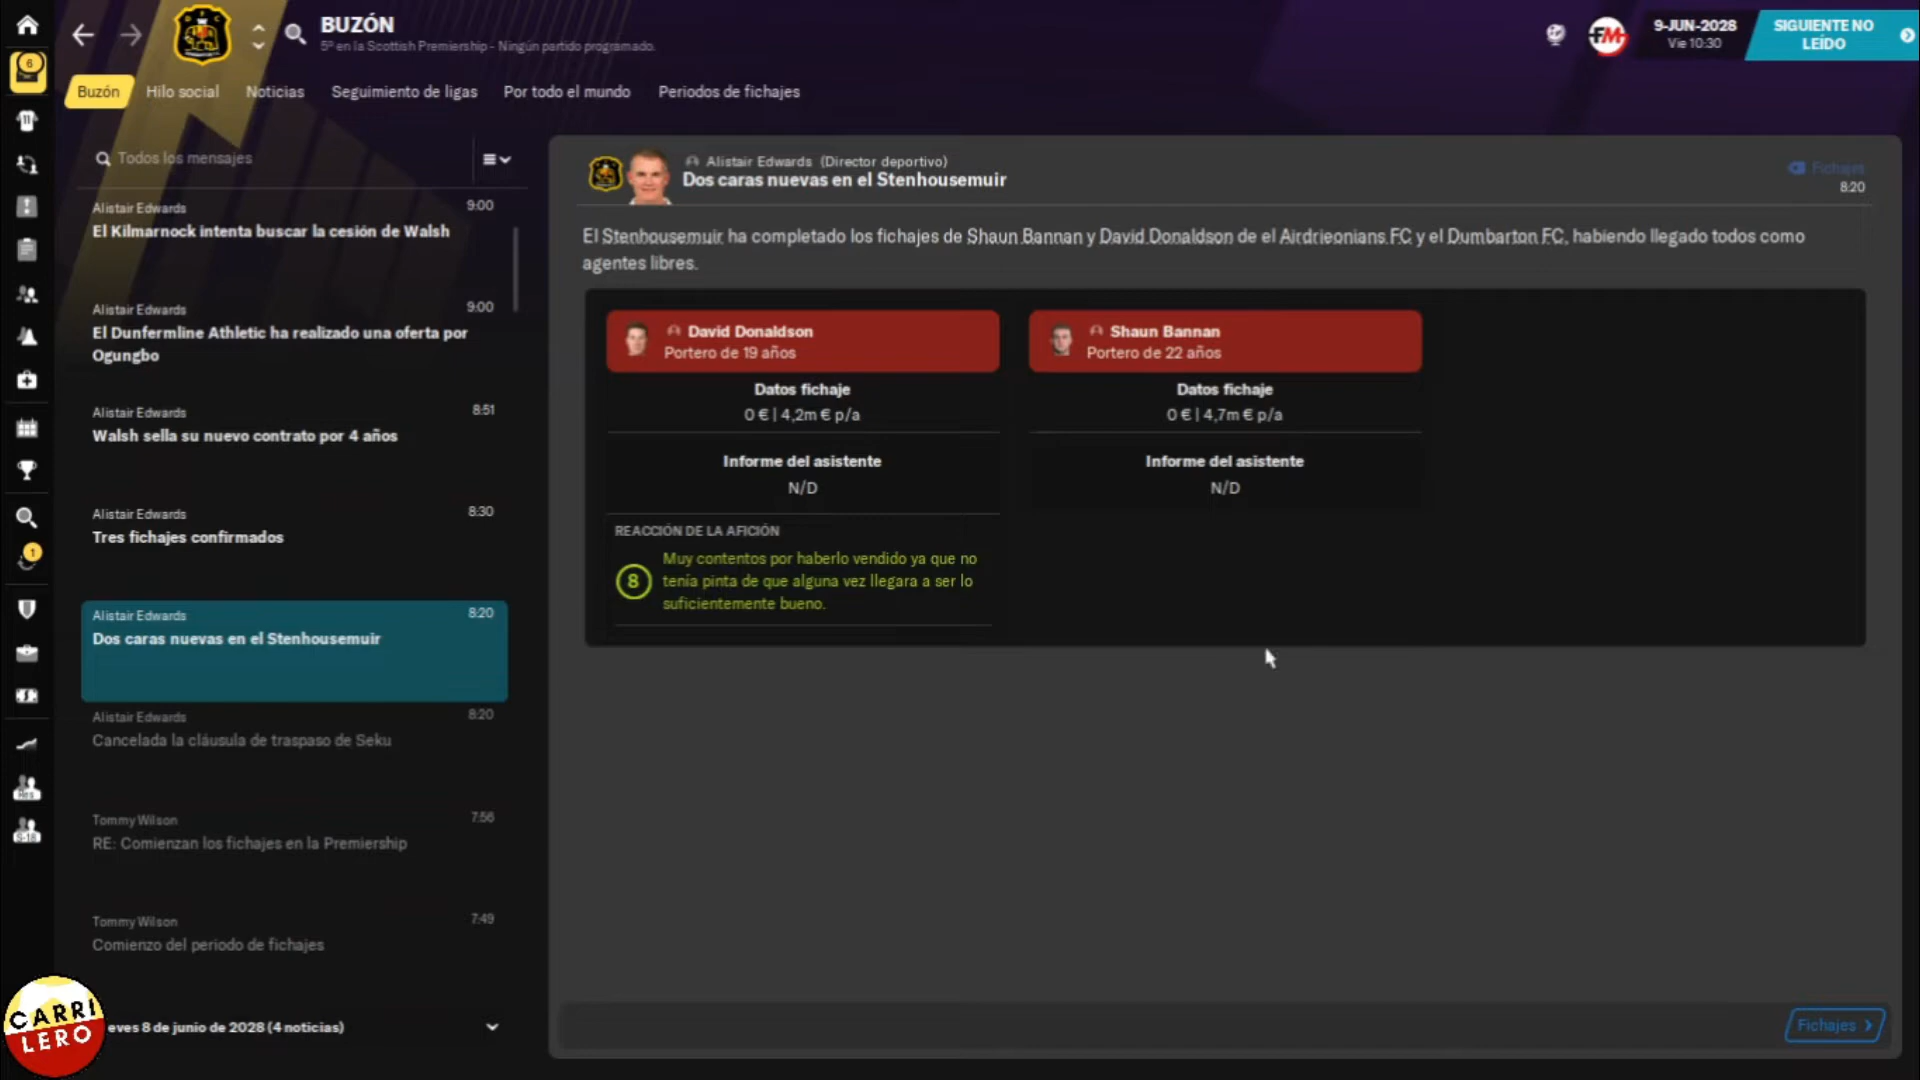 BUZÓN
5º en la Scottish Premiership - Ningún partido programado.
9-JUN-2028
Vie 10:30
SIGUIENTE NO
LEÍDO
6
Buzón
Hilo social
Noticias
Seguimiento de ligas
Por todo el mundo
Periodos de fichajes
Todos los mensajes
Alistair Edwards
9:00
El Kilmarnock intenta buscar la cesión de Walsh
Alistair Edwards
9:00
El Dunfermline Athletic ha realizado una oferta por
Ogungbo
Alistair Edwards
8:51
Walsh sella su nuevo contrato por 4 años
Alistair Edwards
8:30
Tres fichajes confirmados
1
Alistair Edwards
8:20
Dos caras nuevas en el Stenhousemuir
Alistair Edwards
8:20
Cancelada la cláusula de traspaso de Seku
Tommy Wilson
7:56
RE: Comienzan los fichajes en la Premiership
Tommy Wilson
7:49
Comienzo del periodo de fichajes
eves 8 de junio de 2028 (4 noticias)
CARRI
LERO
Alistair Edwards (Director deportivo)
Dos caras nuevas en el Stenhousemuir
Fichajes
8:20
El Stenhousemuir ha completado los fichajes de Shaun Bannan y David Donaldson de el Airdrieonians FC y el Dumbarton FC, habiendo llegado todos como
agentes libres.
David Donaldson
Portero de 19 años
Datos fichaje
0 € | 4,2m € p/a
Informe del asistente
N/D
REACCIÓN DE LA AFICIÓN
8
Muy contentos por haberlo vendido ya que no
tenía pinta de que alguna vez llegara a ser lo
suficientemente bueno.
Shaun Bannan
Portero de 22 años
Datos fichaje
0 € | 4,7m € p/a
Informe del asistente
N/D
Fichajes